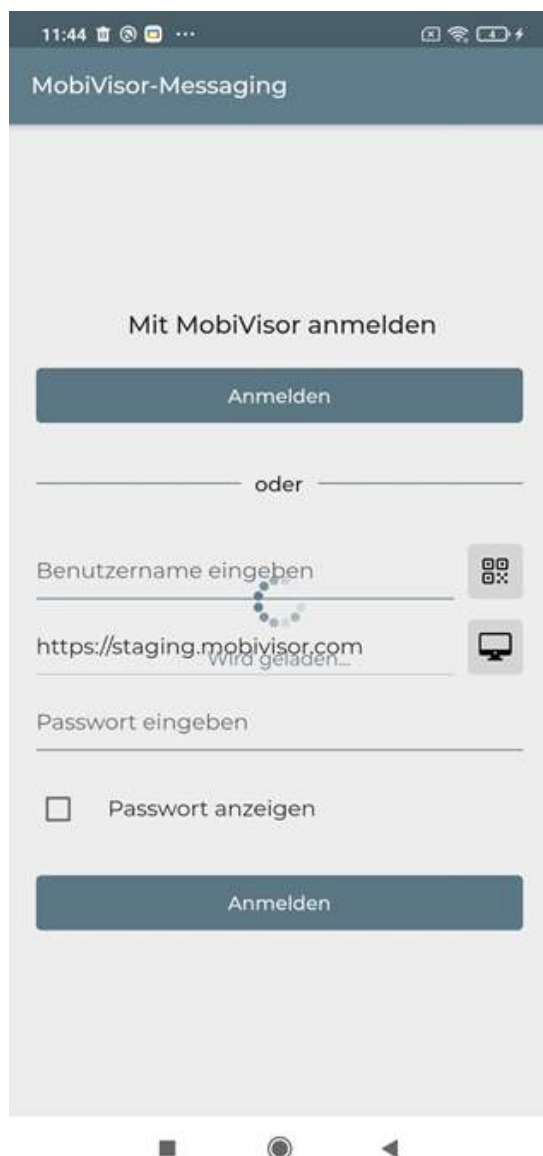 11:44
4
MobiVisor-Messaging
Mit MobiVisor anmelden
Anmelden
oder
Benutzername eingeben
https://staging.mobivisor.com
Wird geladen...
Passwort eingeben
Passwort anzeigen
Anmelden